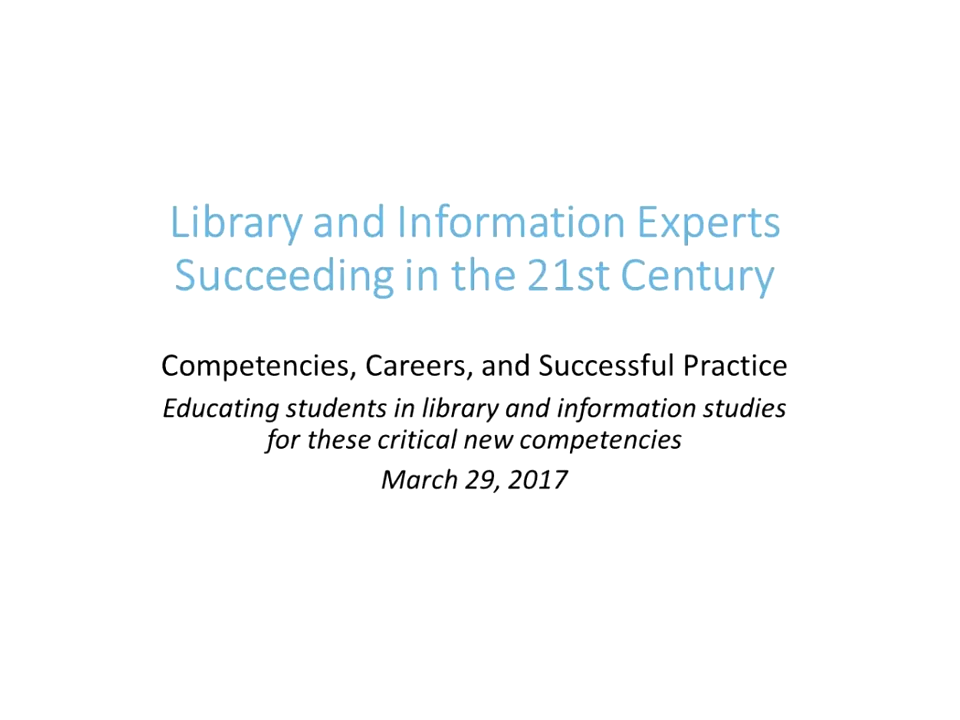 Library and Information Experts
Succeeding in the 21st Century
Competencies, Careers, and Successful Practice
Educating students in library and information studies
for these critical new competencies
March 29, 2017